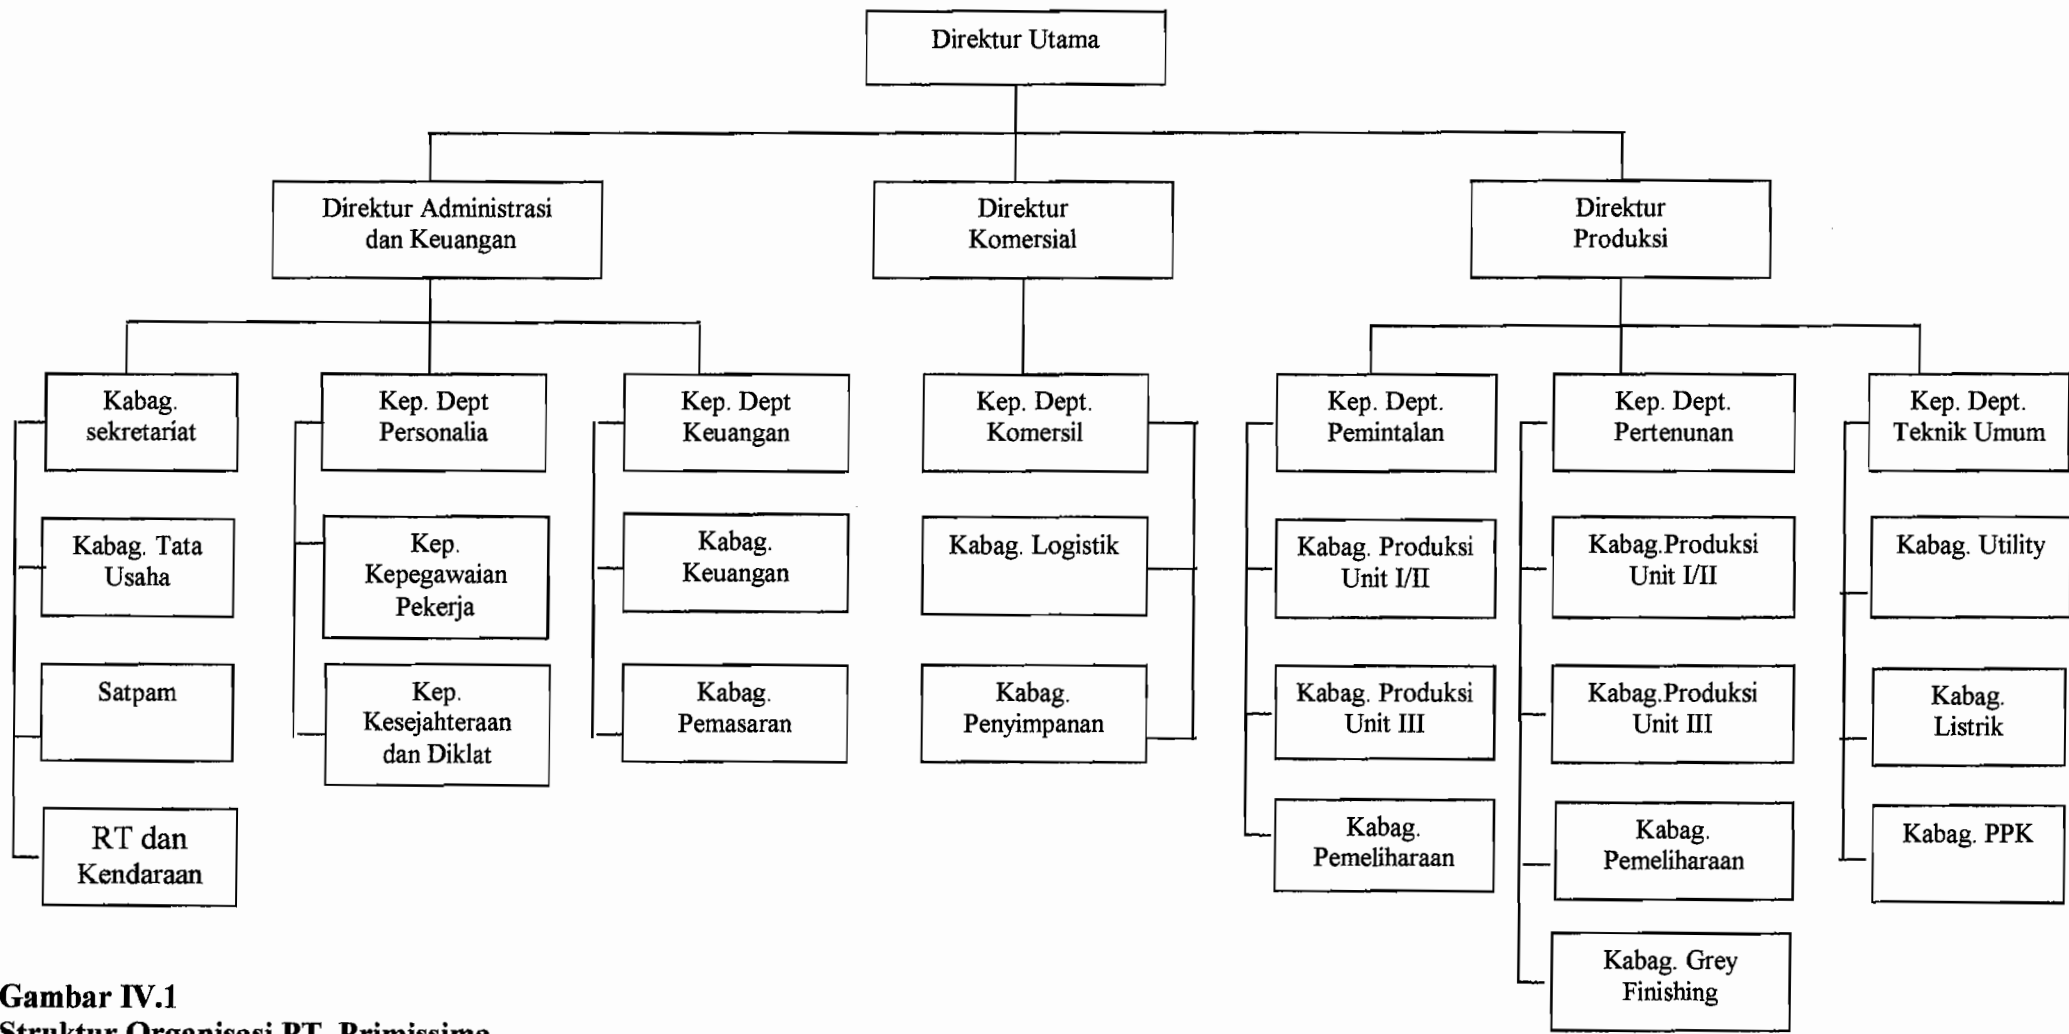 Direktur Utama
Direktur Administrasi
dan Keuangan
Direktur
Komersial
Direktur
Produksi
Kabag.
sekretariat
Kep. Dept
Personalia
Kep. Dept
Keuangan
Kep. Dept.
Komersil
Kep. Dept.
Pemintalan
Kep. Dept.
Pertenunan
Kep. Dept.
Teknik Umum
Kabag. Tata
Usaha
Kep.
Kepegawaian
Pekerja
Kabag.
Keuangan
Kabag. Logistik
Kabag. Produksi
Unit I/II
Kabag.Produksi
Unit I/II
Kabag. Utility
Satpam
Kep.
Kesejahteraan
dan Diklat
Kabag.
Pemasaran
Kabag.
Penyimpanan
Kabag. Produksi
Unit III
Kabag.Produksi
Unit III
Kabag.
Listrik
RT dan
Kendaraan
Kabag.
Pemeliharaan
Kabag.
Pemeliharaan
Kabag. PPK
Kabag. Grey
Finishing
Gambar IV.1
Struktur Organisasi PT. Primissima